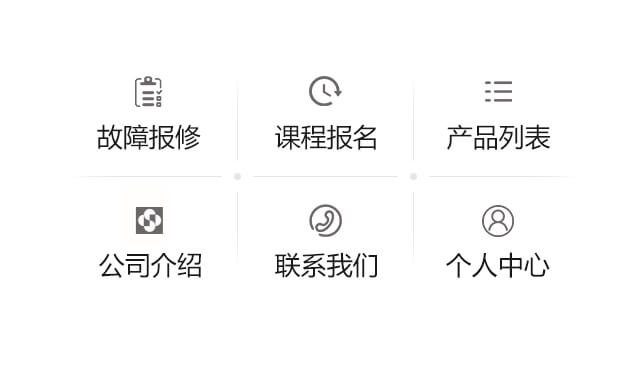 故障报修
课程报名
产品列表
公司介绍
联系我们
个人中心